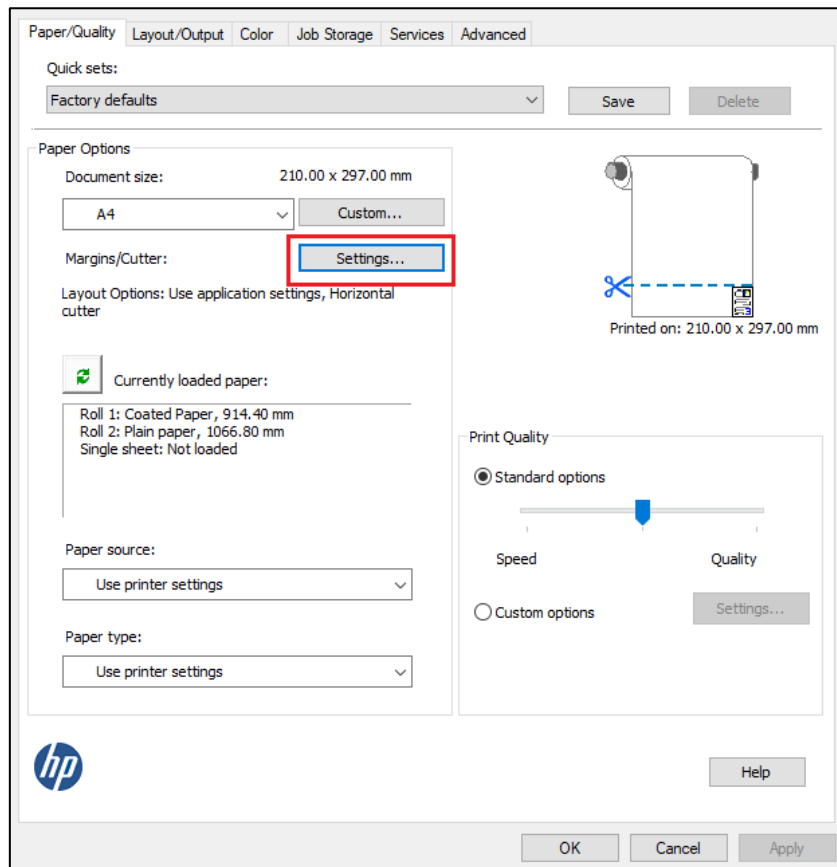 Paper/Quality Layout/Output Color Job Storage Services Advanced
Quick sets:
Factory defaults Save Delete
Paper Options
Document size: 210.00 x 297.00 mm
A4 Custom...
Margins/Cutter: Settings...
Layout Options: Use application settings, Horizontal
cutter
Printed on: 210.00 x 297.00 mm
Currently loaded paper:
Roll 1: Coated Paper, 914.40 mm
Roll 2: Plain paper, 1066.80 mm
Single sheet: Not loaded
Print Quality
Standard options
Speed Quality
Custom options Settings...
Paper source:
Use printer settings
Paper type:
Use printer settings
hp
Help
OK Cancel Apply